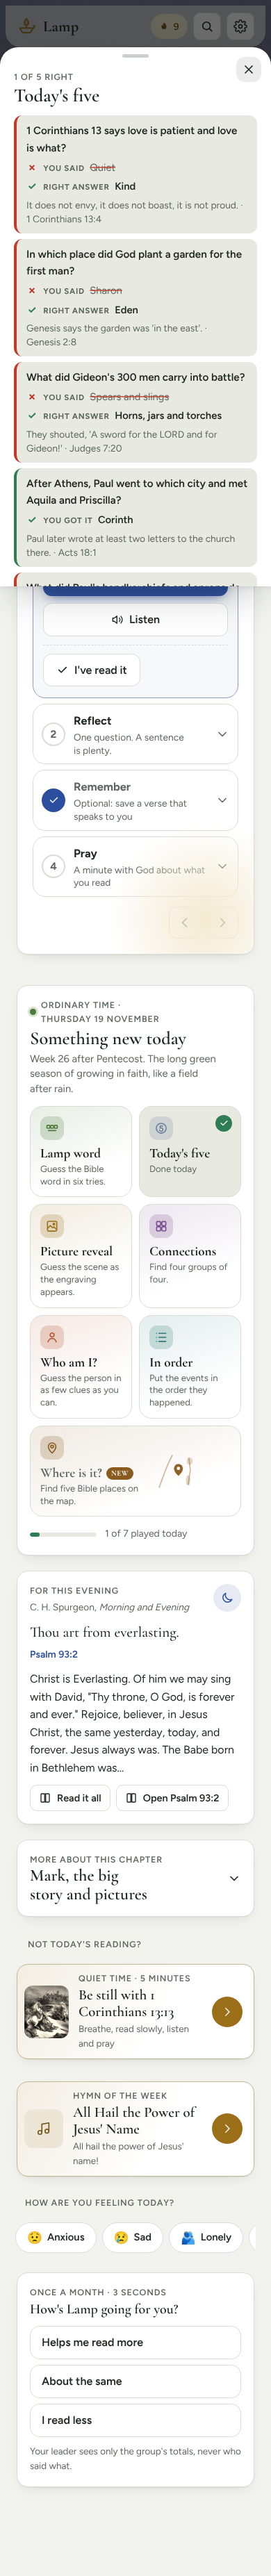 Lamp
9
1 OF 5 RIGHT
Today's five
1 Corinthians 13 says love is patient and love
is what?
YOU SAID Quiet
RIGHT ANSWER Kind
It does not envy, it does not boast, it is not proud. ·
1 Corinthians 13:4
In which place did God plant a garden for the
first man?
YOU SAID Sharon
RIGHT ANSWER Eden
Genesis says the garden was 'in the east'. ·
Genesis 2:8
What did Gideon's 300 men carry into battle?
YOU SAID Spears and slings
RIGHT ANSWER Horns, jars and torches
They shouted, 'A sword for the LORD and for
Gideon!' · Judges 7:20
After Athens, Paul went to which city and met
Aquila and Priscilla?
YOU GOT IT Corinth
Paul later wrote at least two letters to the church
there. · Acts 18:1
Listen
I've read it
2
Reflect
One question. A sentence
is plenty.
Remember
Optional: save a verse that
speaks to you
4
Pray
A minute with God about what
you read
ORDINARY TIME ·
THURSDAY 19 NOVEMBER
Something new today
Week 26 after Pentecost. The long green
season of growing in faith, like a field
after rain.
Lamp word
Guess the Bible
word in six tries.
5
Today's five
Done today
Picture reveal
Guess the scene as
the engraving
appears.
Connections
Find four groups of
four.
Who am I?
Guess the person in
as few clues as you
can.
In order
Put the events in
the order they
happened.
Where is it? NEW
Find five Bible places on
the map.
1 of 7 played today
FOR THIS EVENING
C. H. Spurgeon, Morning and Evening
Thou art from everlasting.
Psalm 93:2
Christ is Everlasting. Of him we may sing
with David, "Thy throne, O God, is forever
and ever." Rejoice, believer, in Jesus
Christ, the same yesterday, today, and
forever. Jesus always was. The Babe born
in Bethlehem was...
Read it all
Open Psalm 93:2
MORE ABOUT THIS CHAPTER
Mark, the big
story and pictures
NOT TODAY'S READING?
QUIET TIME · 5 MINUTES
Be still with 1
Corinthians 13:13
Breathe, read slowly, listen
and pray
HYMN OF THE WEEK
All Hail the Power of
Jesus' Name
All hail the power of Jesus'
name!
HOW ARE YOU FEELING TODAY?
Anxious
Sad
Lonely
ONCE A MONTH · 3 SECONDS
How's Lamp going for you?
Helps me read more
About the same
I read less
Your leader sees only the group's totals, never who
said what.